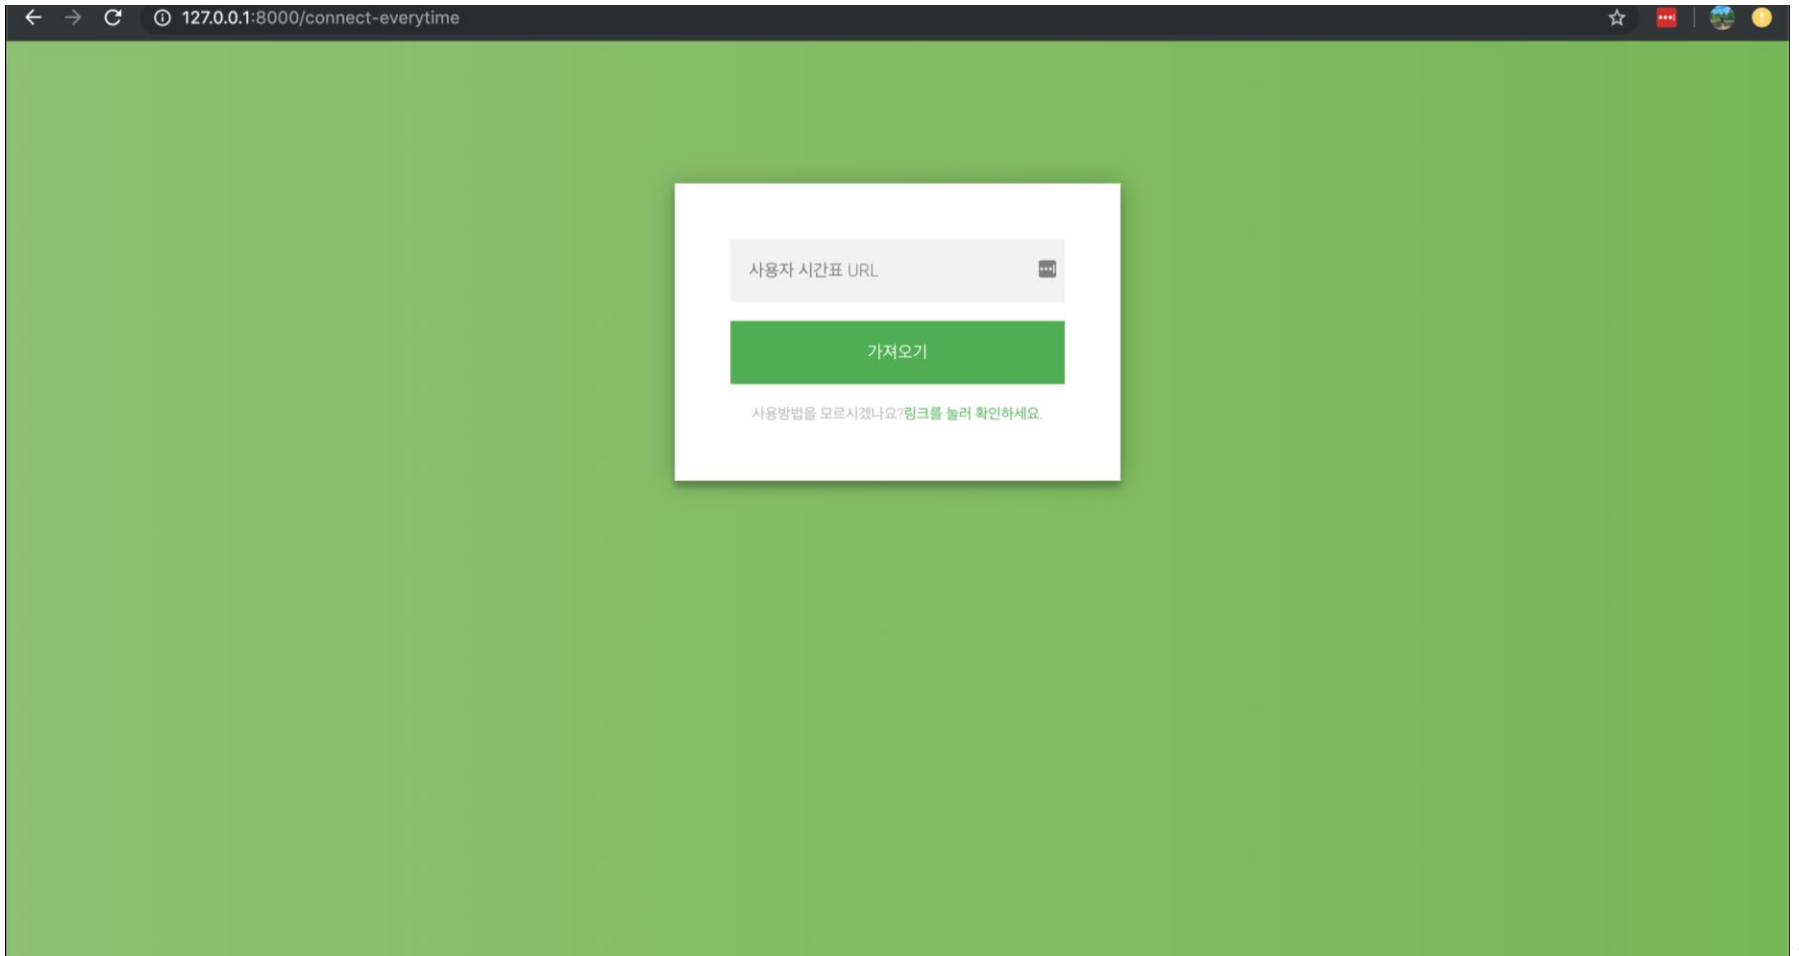 127.0.0.1:8000/connect-everytime
사용자 시간표 URL
가져오기
사용방법을 모르시겠나요?링크를 눌러 확인하세요.